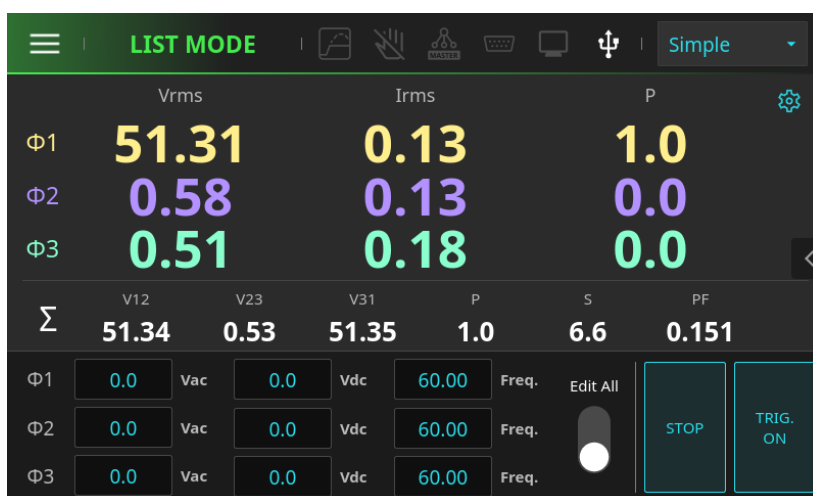 LIST MODE MASTER Simple
Vrms Irms P
Φ1 51.31 0.13 1.0
Φ2 0.58 0.13 0.0
Φ3 0.51 0.18 0.0
V12 V23 V31 P S PF
Σ 51.34 0.53 51.35 1.0 6.6 0.151
Φ1 0.0 Vac 0.0 Vdc 60.00 Freq. Edit All
Φ2 0.0 Vac 0.0 Vdc 60.00 Freq. STOP TRIG.
ON
Φ3 0.0 Vac 0.0 Vdc 60.00 Freq.